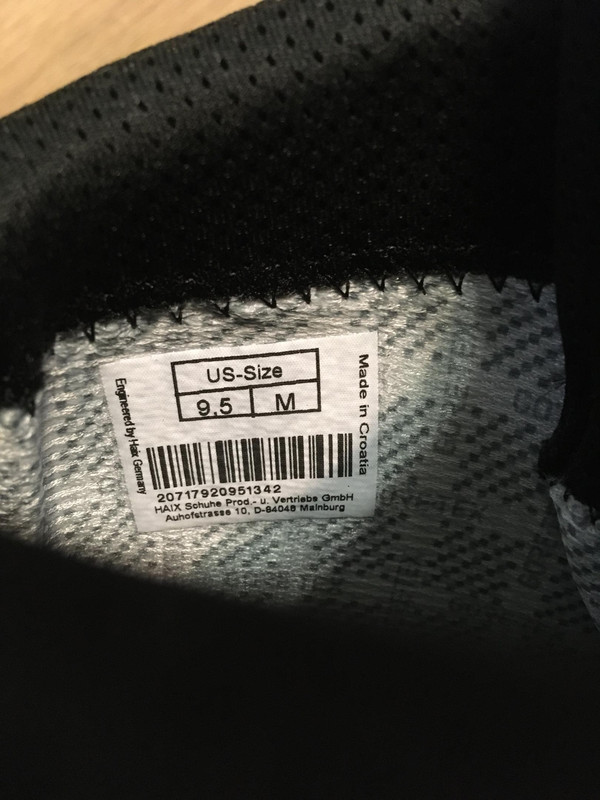 US-Size
9.5 M
Engineered by Haix Germany
Made in Croatia
20717920951342
HAIX Schuhe Prod.- u. Vertriebs GmbH
Auhofstrasse 10, D-84048 Mainburg